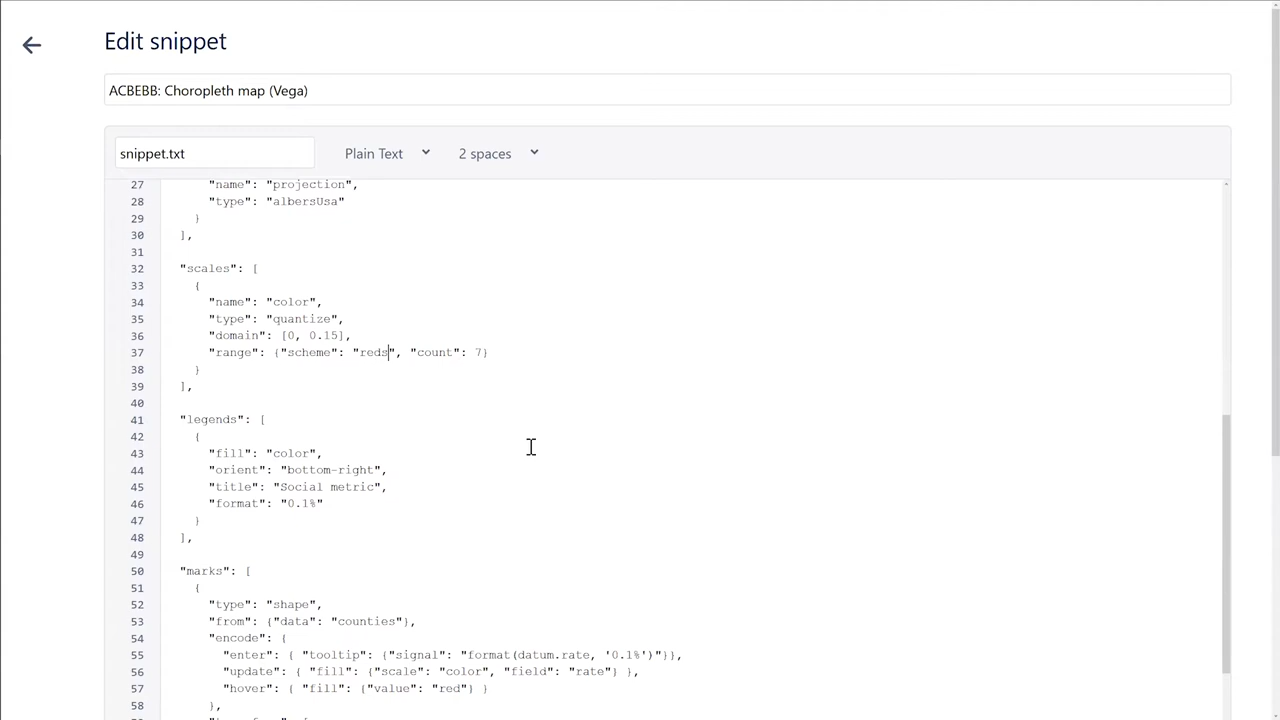 Edit snippet
ACBEBB: Choropleth map (Vega)
snippet.txt Plain Text 2 spaces
27 "name": "projection",
28 "type": "albersUsa"
29 }
30 ],
31
32 "scales": [
33 {
34 "name": "color",
35 "type": "quantize",
36 "domain": [0, 0.15],
37 "range": {"scheme": "reds", "count": 7}
38 }
39 ],
40
41 "legends": [
42 {
43 "fill": "color",
44 "orient": "bottom-right",
45 "title": "Social metric",
46 "format": "0.1%"
47 }
48 ],
49
50 "marks": [
51 {
52 "type": "shape",
53 "from": {"data": "counties"},
54 "encode": {
55 "enter": { "tooltip": {"signal": "format(datum.rate, '0.1%')"}},
56 "update": { "fill": {"scale": "color", "field": "rate"} },
57 "hover": { "fill": {"value": "red"} }
58 },